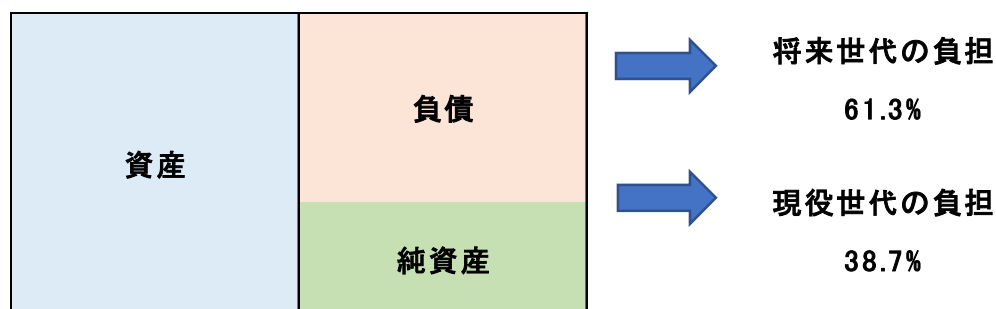 資産
負債
純資産
将来世代の負担
61.3%
現役世代の負担
38.7%